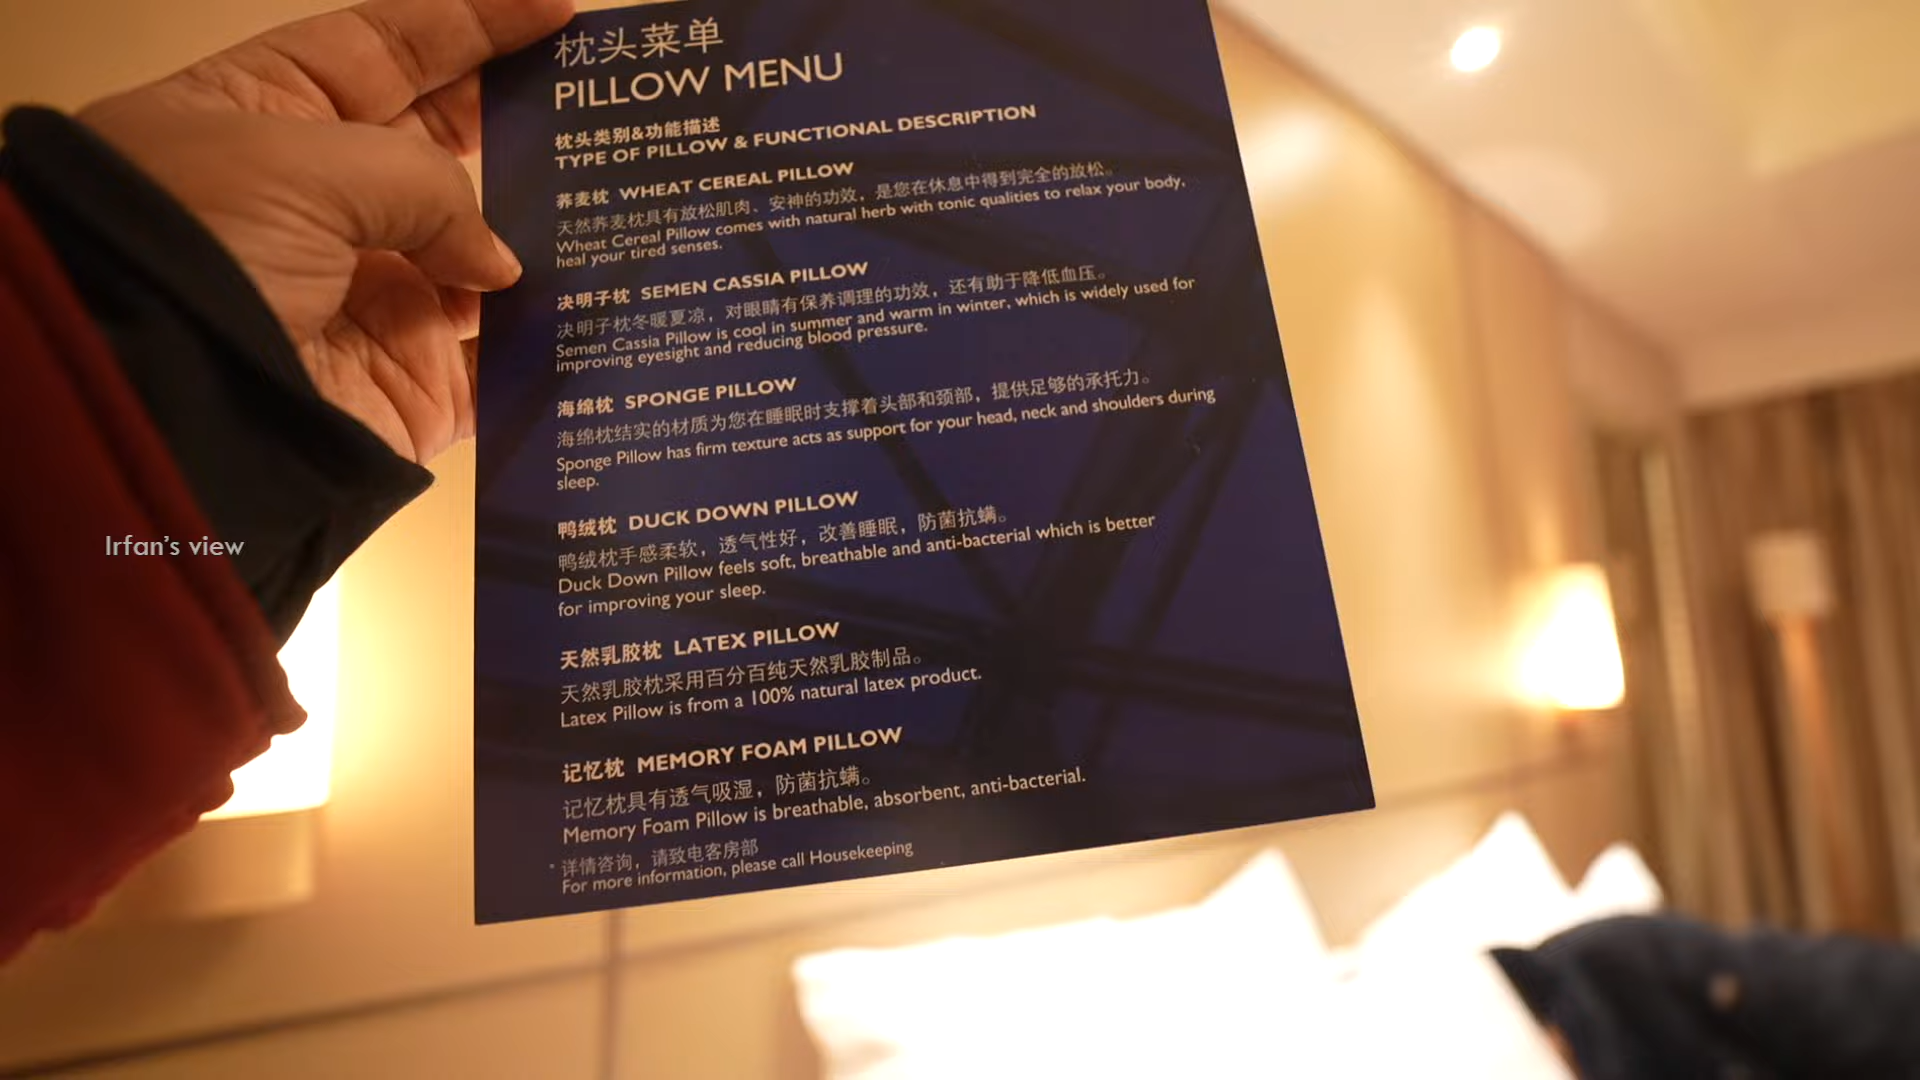 枕头菜单
PILLOW MENU
枕头类别&功能描述
TYPE OF PILLOW & FUNCTIONAL DESCRIPTION
荞麦枕 WHEAT CEREAL PILLOW
天然荞麦枕具有放松肌肉、安神的功效，是您在休息中得到完全的放松。
Wheat Cereal Pillow comes with natural herb with tonic qualities to relax your body,
heal your tired senses.
决明子枕 SEMEN CASSIA PILLOW
决明子枕冬暖夏凉，对眼睛有保养调理的功效，还有助于降低血压。
Semen Cassia Pillow is cool in summer and warm in winter, which is widely used for
improving eyesight and reducing blood pressure.
海绵枕 SPONGE PILLOW
海绵枕结实的材质为您在睡眠时支撑着头部和颈部，提供足够的承托力。
Sponge Pillow has firm texture acts as support for your head, neck and shoulders during
sleep.
鸭绒枕 DUCK DOWN PILLOW
鸭绒枕手感柔软，透气性好，改善睡眠，防菌抗螨。
Duck Down Pillow feels soft, breathable and anti-bacterial which is better
for improving your sleep.
天然乳胶枕 LATEX PILLOW
天然乳胶枕采用百分百纯天然乳胶制品。
Latex Pillow is from a 100% natural latex product.
记忆枕 MEMORY FOAM PILLOW
记忆枕具有透气吸湿，防菌抗螨。
Memory Foam Pillow is breathable, absorbent, anti-bacterial.
* 详情咨询，请致电客房部
For more information, please call Housekeeping
Irfan's view